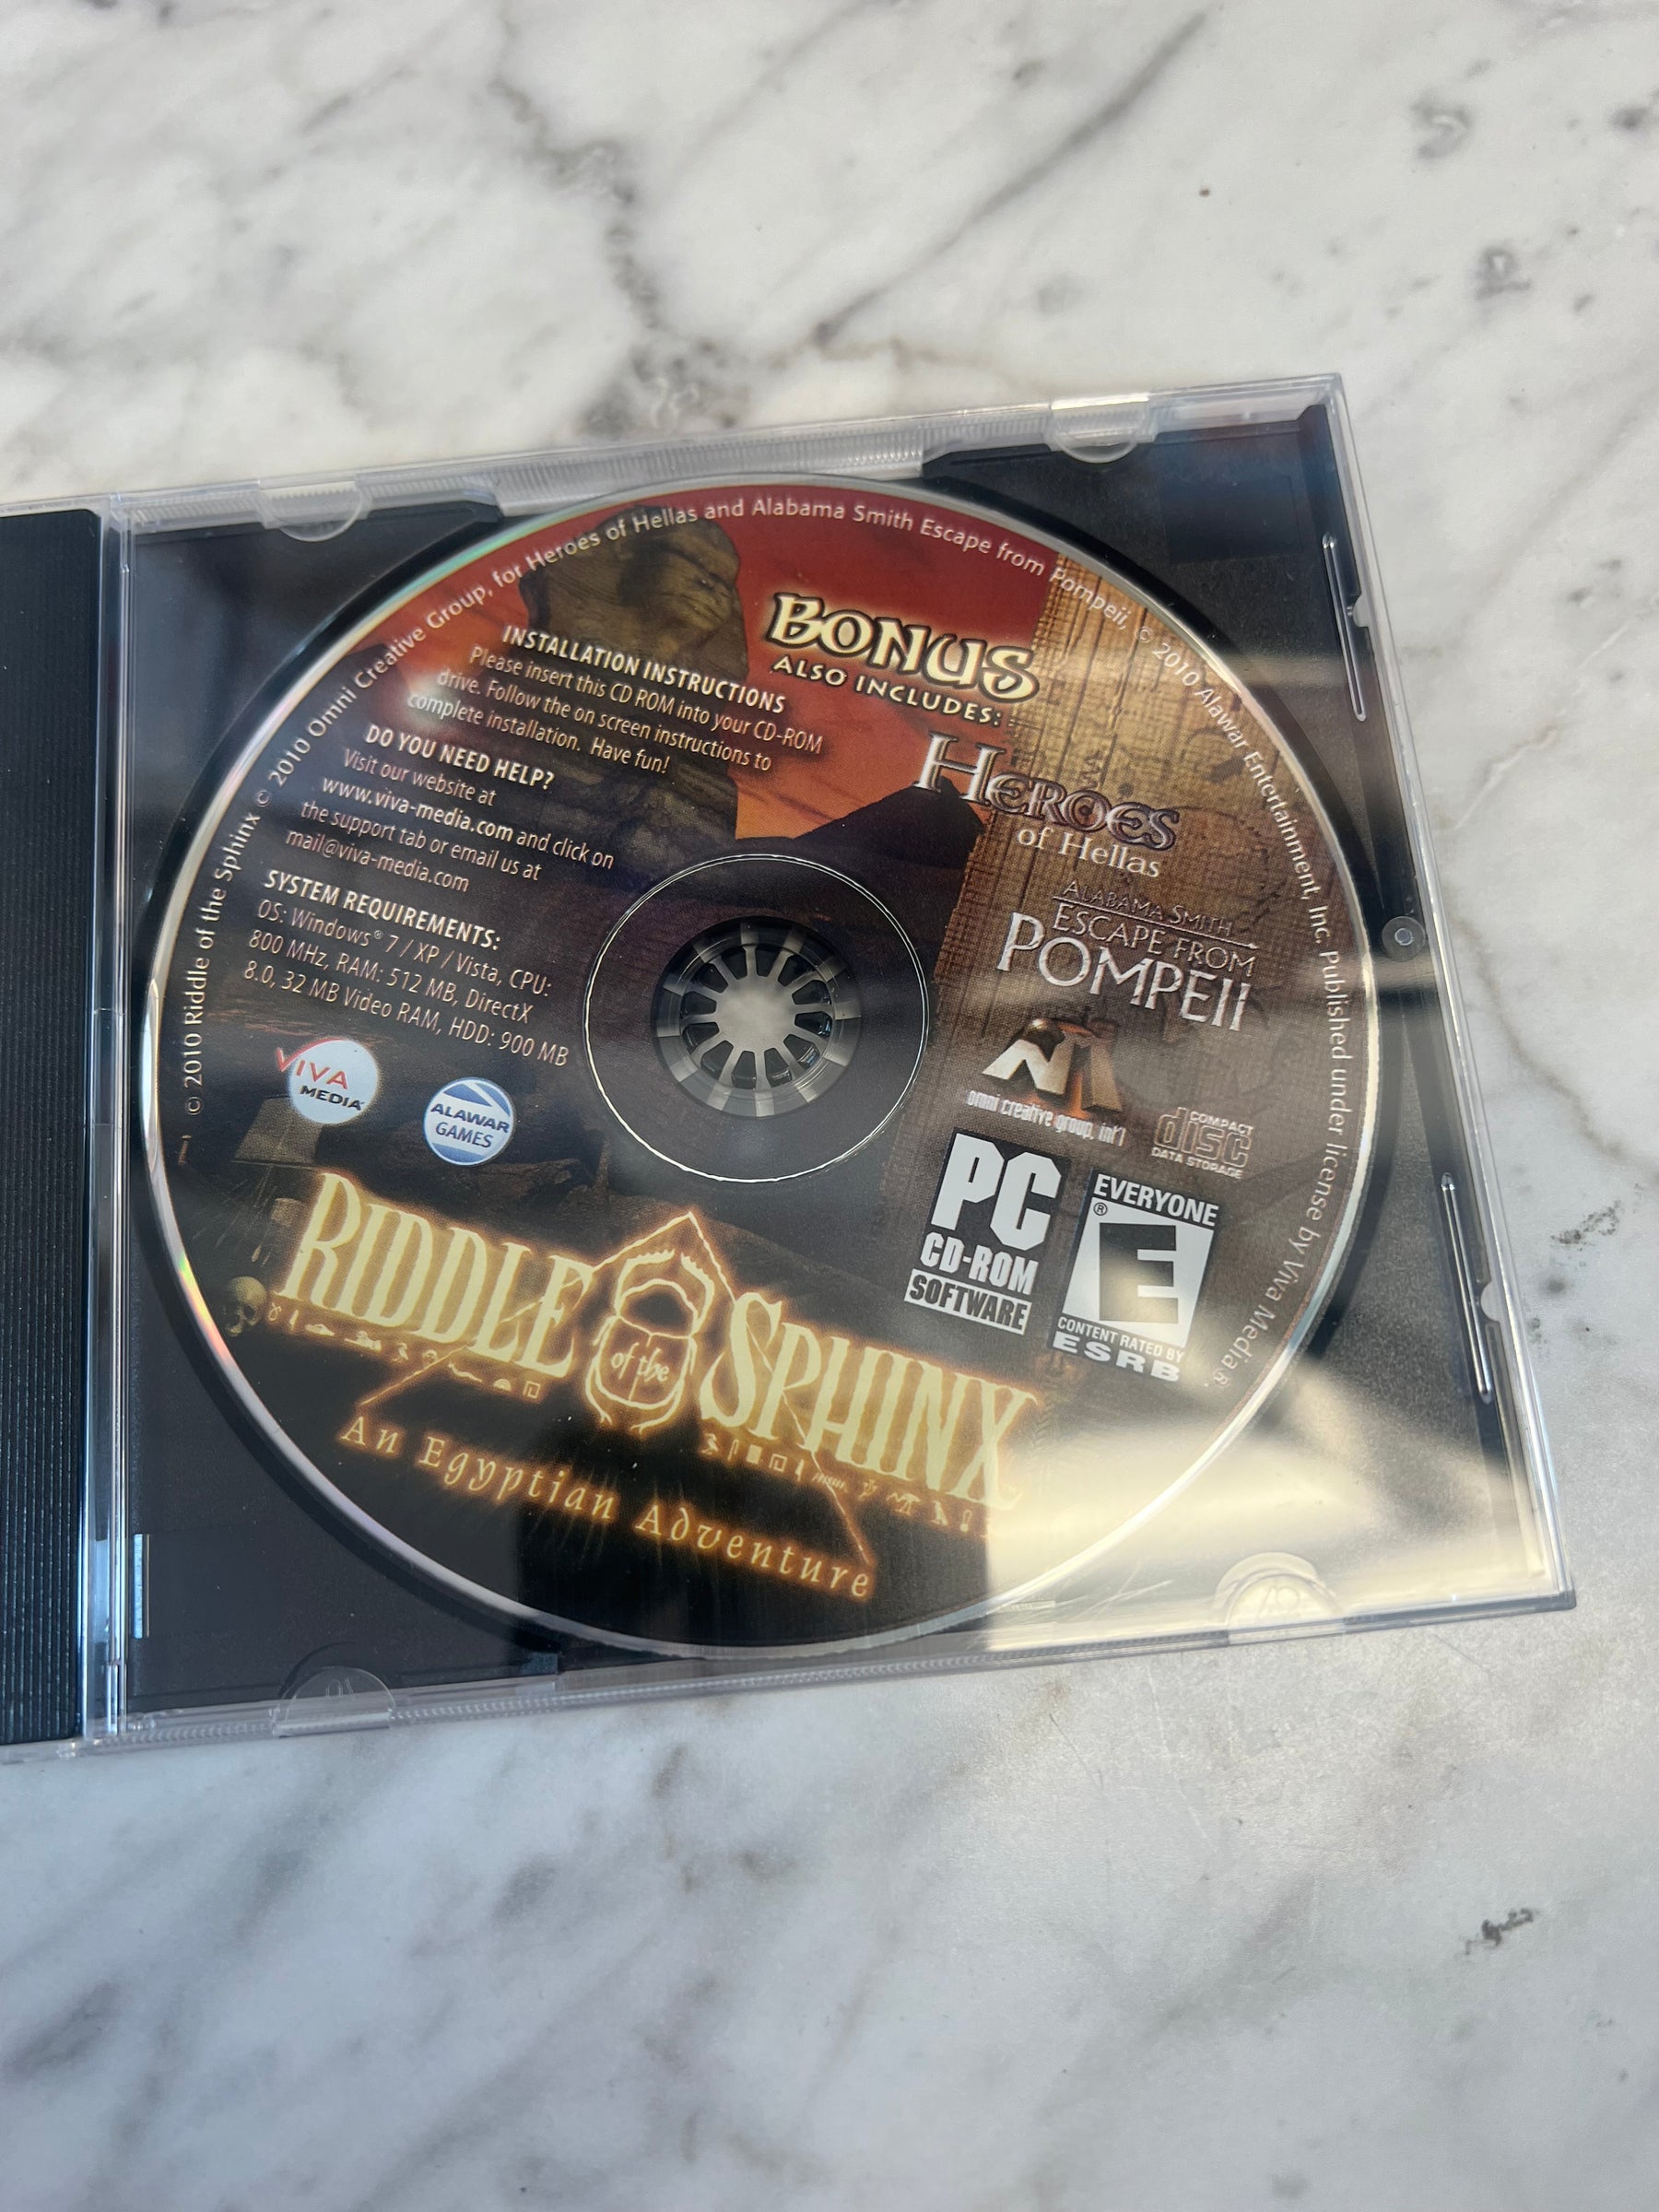 © 2010 Riddle of the Sphinx © 2010 Omni Creative Group, for Heroes of Hellas and Alabama Smith Escape from Pompeii, © 2010 Alawar Entertainment, Inc. Published under license by Viva Media.
BONUS
ALSO INCLUDES:
HEROES
of Hellas
ALABAMA SMITH
ESCAPE FROM
POMPEII
INSTALLATION INSTRUCTIONS
Please insert this CD ROM into your CD-ROM
drive. Follow the on screen instructions to
complete installation. Have fun!
DO YOU NEED HELP?
Visit our website at
www.viva-media.com and click on
the support tab or email us at
mail@viva-media.com
SYSTEM REQUIREMENTS:
OS: Windows® 7 / XP / Vista, CPU:
800 MHz, RAM: 512 MB, DirectX
8.0, 32 MB Video RAM, HDD: 900 MB
VIVA
MEDIA
ALAWAR
GAMES
omni creative group, int'l
COMPACT
disc
DATA STORAGE
PC
CD-ROM
SOFTWARE
EVERYONE
®
E
CONTENT RATED BY
ESRB
RIDDLE of the SPHINX
An Egyptian Adventure